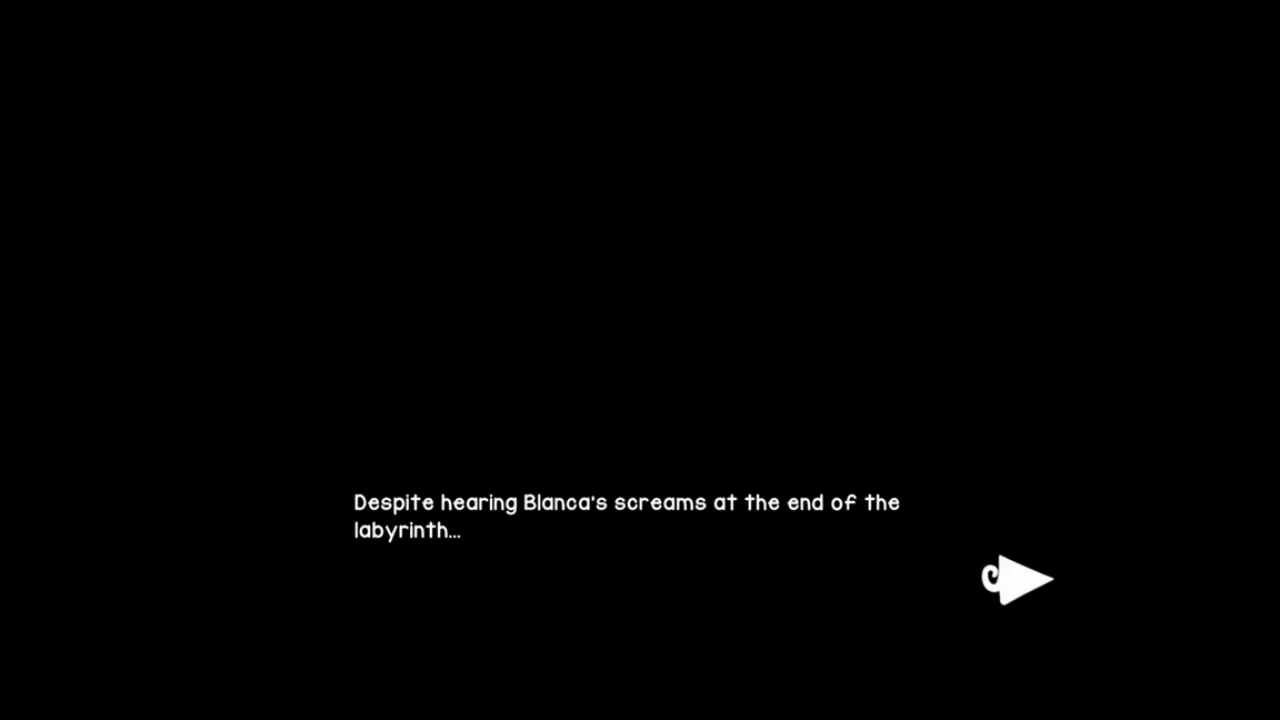 Despite hearing Blanca's screams at the end of the
labyrinth...